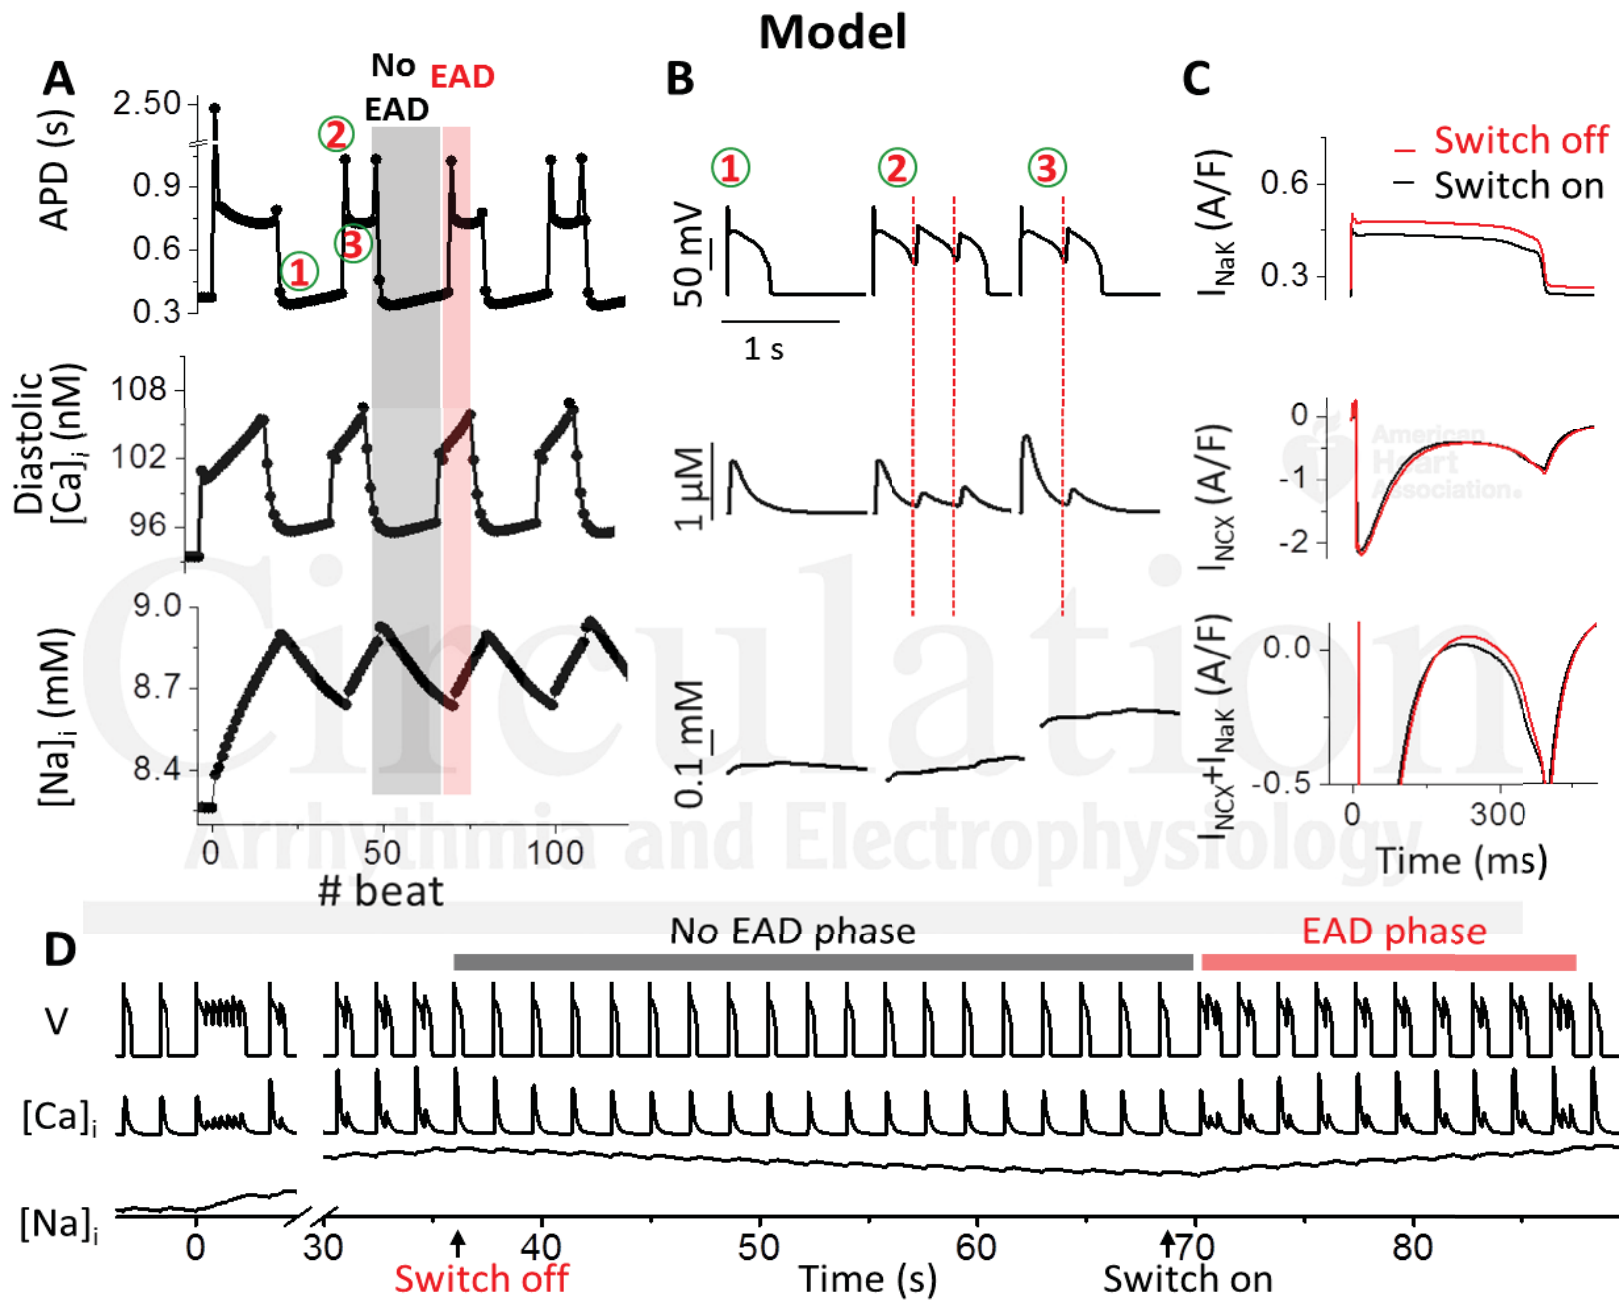 Model
A
No
EAD
EAD
APD (s)
2.50
0.9
0.6
0.3
1
2
3
Diastolic
[Ca]i (nM)
108
102
96
[Na]i (mM)
9.0
8.7
8.4
0
50
100
# beat
B
1
2
3
50 mV
1 s
1 µM
0.1 mM
C
Switch off
Switch on
INaK (A/F)
0.6
0.3
INCX (A/F)
0
-1
-2
American
Heart
Association.
INCX+INaK (A/F)
0.0
-0.5
0
300
Time (ms)
Circulation
Arrhythmia and Electrophysiology
D
No EAD phase
EAD phase
V
[Ca]i
[Na]i
0
30
40
50
60
70
80
Switch off
Time (s)
Switch on